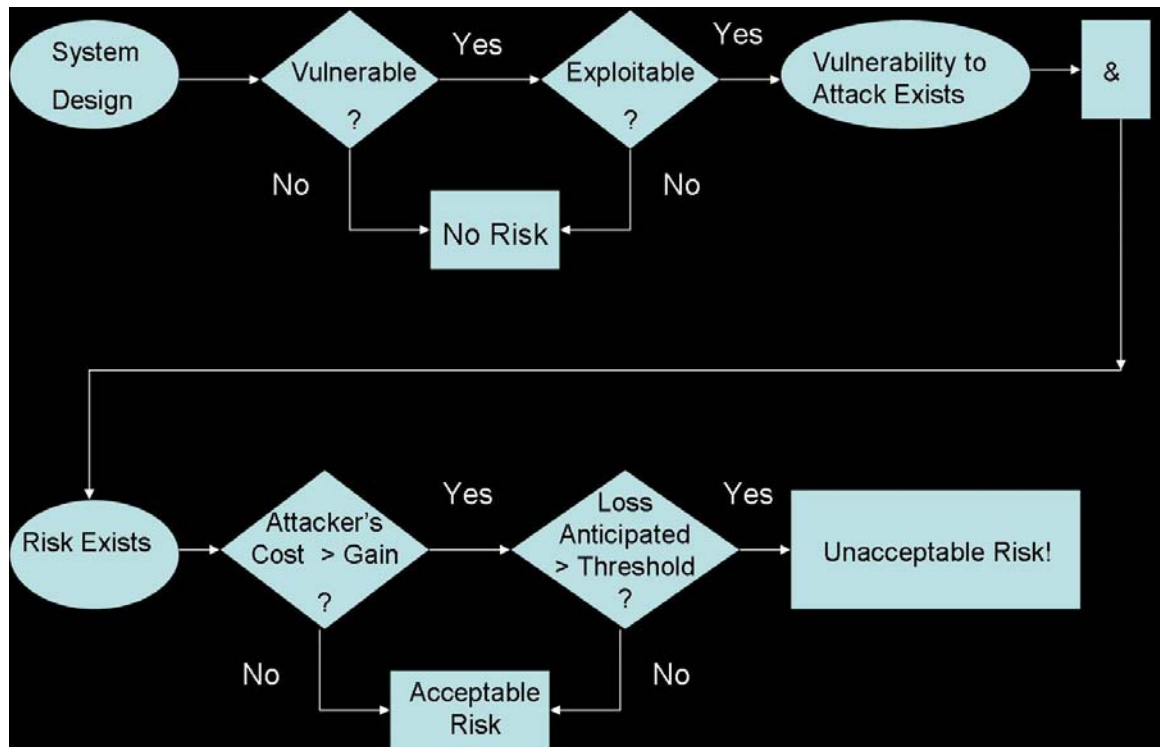 System
Design
Vulnerable
?
Yes
Exploitable
?
Yes
Vulnerability to
Attack Exists
&
No
No Risk
No
Risk Exists
Attacker's
Cost > Gain
?
Yes
Loss
Anticipated
> Threshold
?
Yes
Unacceptable Risk!
No
Acceptable
Risk
No